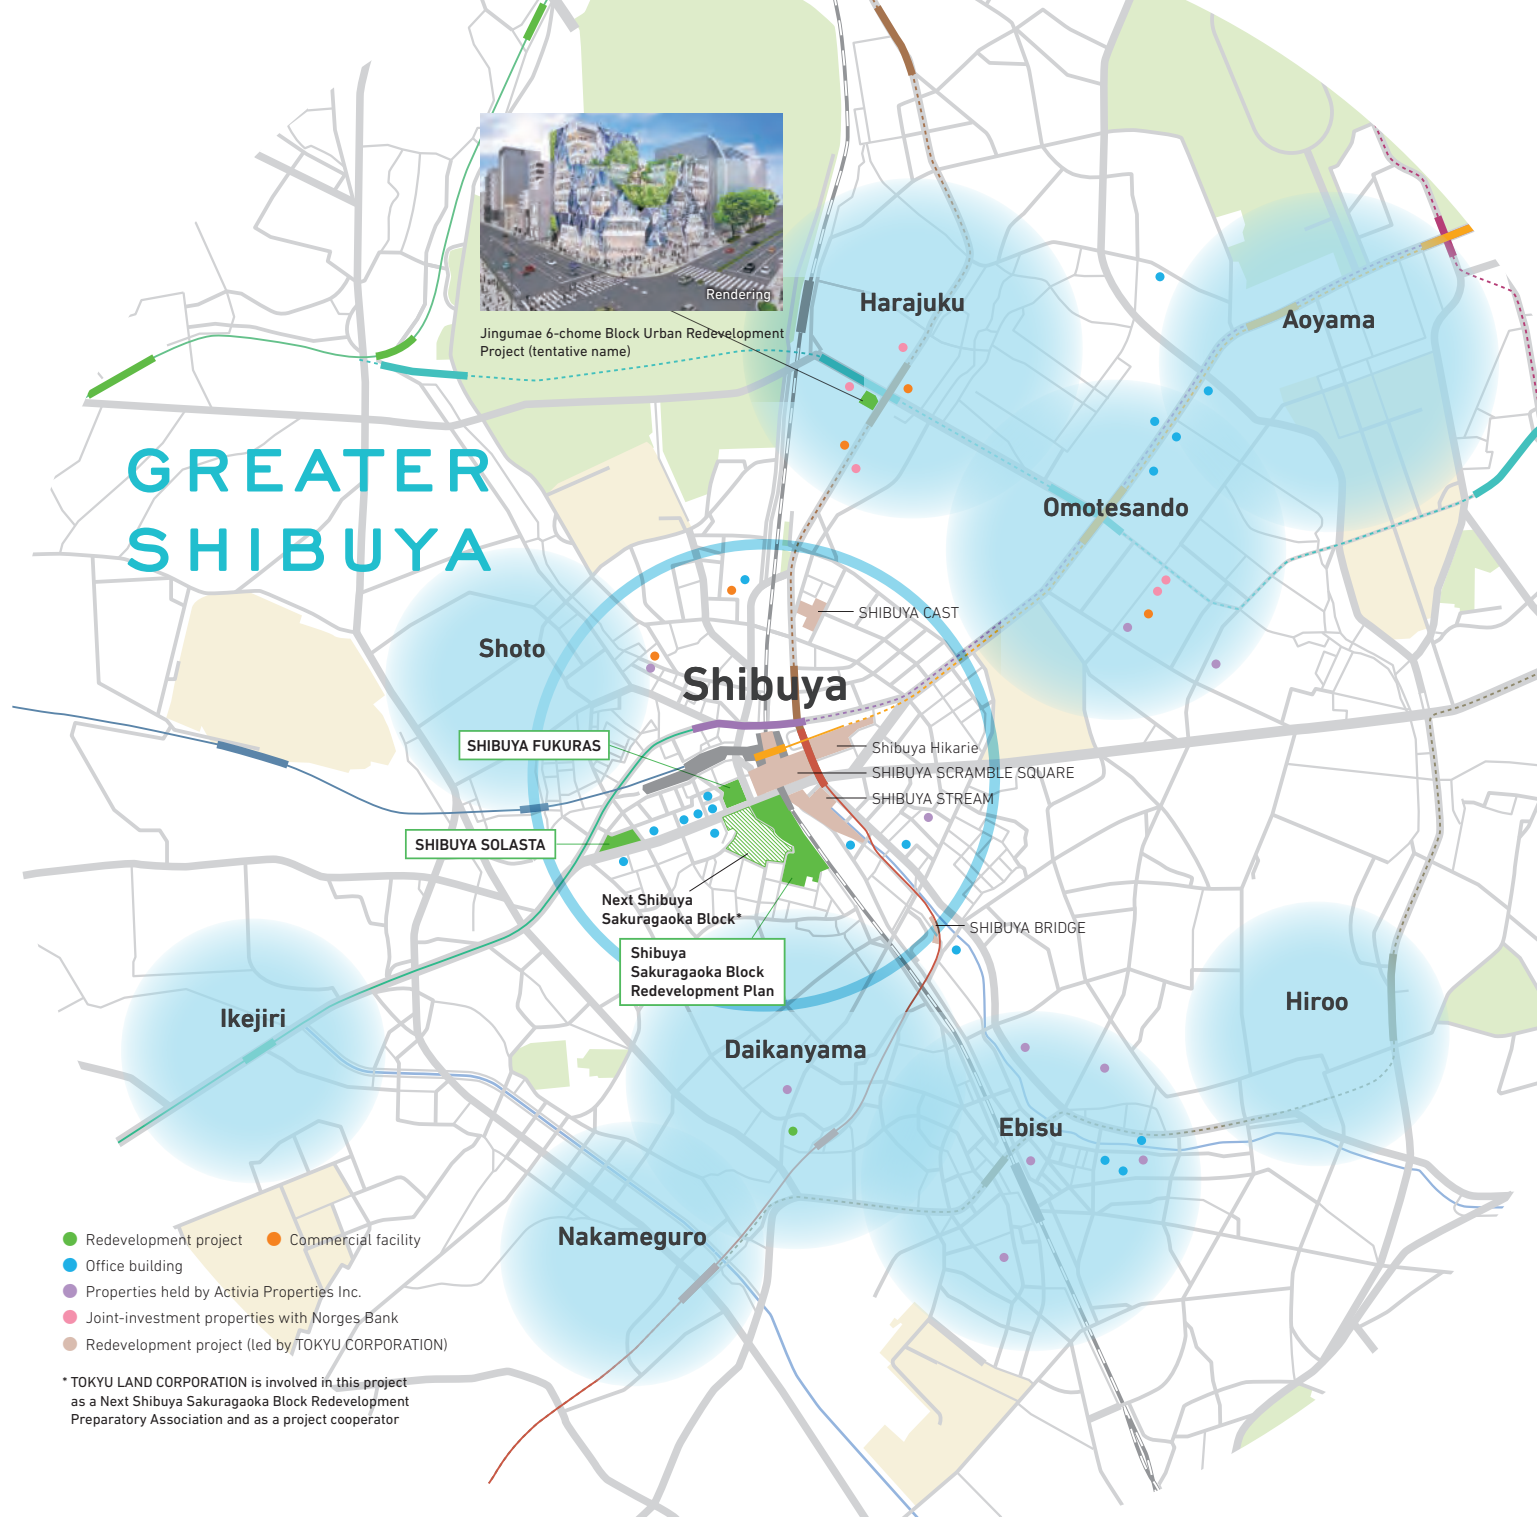 Rendering
Jingumae 6-chome Block Urban Redevelopment
Project (tentative name)
Harajuku
Aoyama
GREATER
SHIBUYA
Omotesando
Shoto
SHIBUYA CAST
Shibuya
SHIBUYA FUKURAS
Shibuya Hikarie
SHIBUYA SCRAMBLE SQUARE
SHIBUYA STREAM
SHIBUYA SOLASTA
Next Shibuya
Sakuragaoka Block*
SHIBUYA BRIDGE
Shibuya
Sakuragaoka Block
Redevelopment Plan
Ikejiri
Hiroo
Daikanyama
Ebisu
Nakameguro
Redevelopment project
Commercial facility
Office building
Properties held by Activia Properties Inc.
Joint-investment properties with Norges Bank
Redevelopment project (led by TOKYU CORPORATION)
* TOKYU LAND CORPORATION is involved in this project
as a Next Shibuya Sakuragaoka Block Redevelopment
Preparatory Association and as a project cooperator